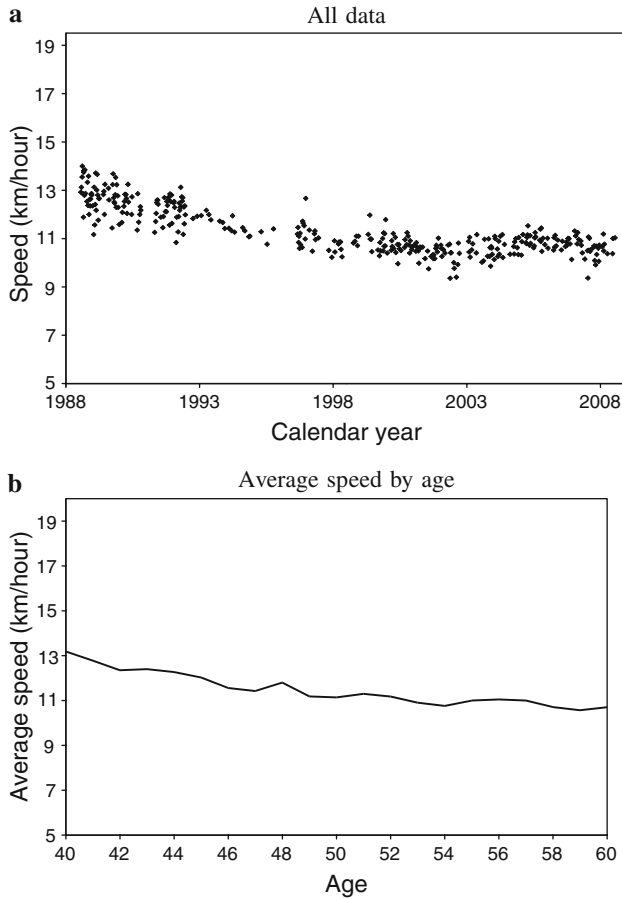 a
All data
Speed (km/hour)
19
17
15
13
11
9
7
5
1988 1993 1998 2003 2008
Calendar year
b
Average speed by age
Average speed (km/hour)
19
17
15
13
11
9
7
5
40 42 44 46 48 50 52 54 56 58 60
Age